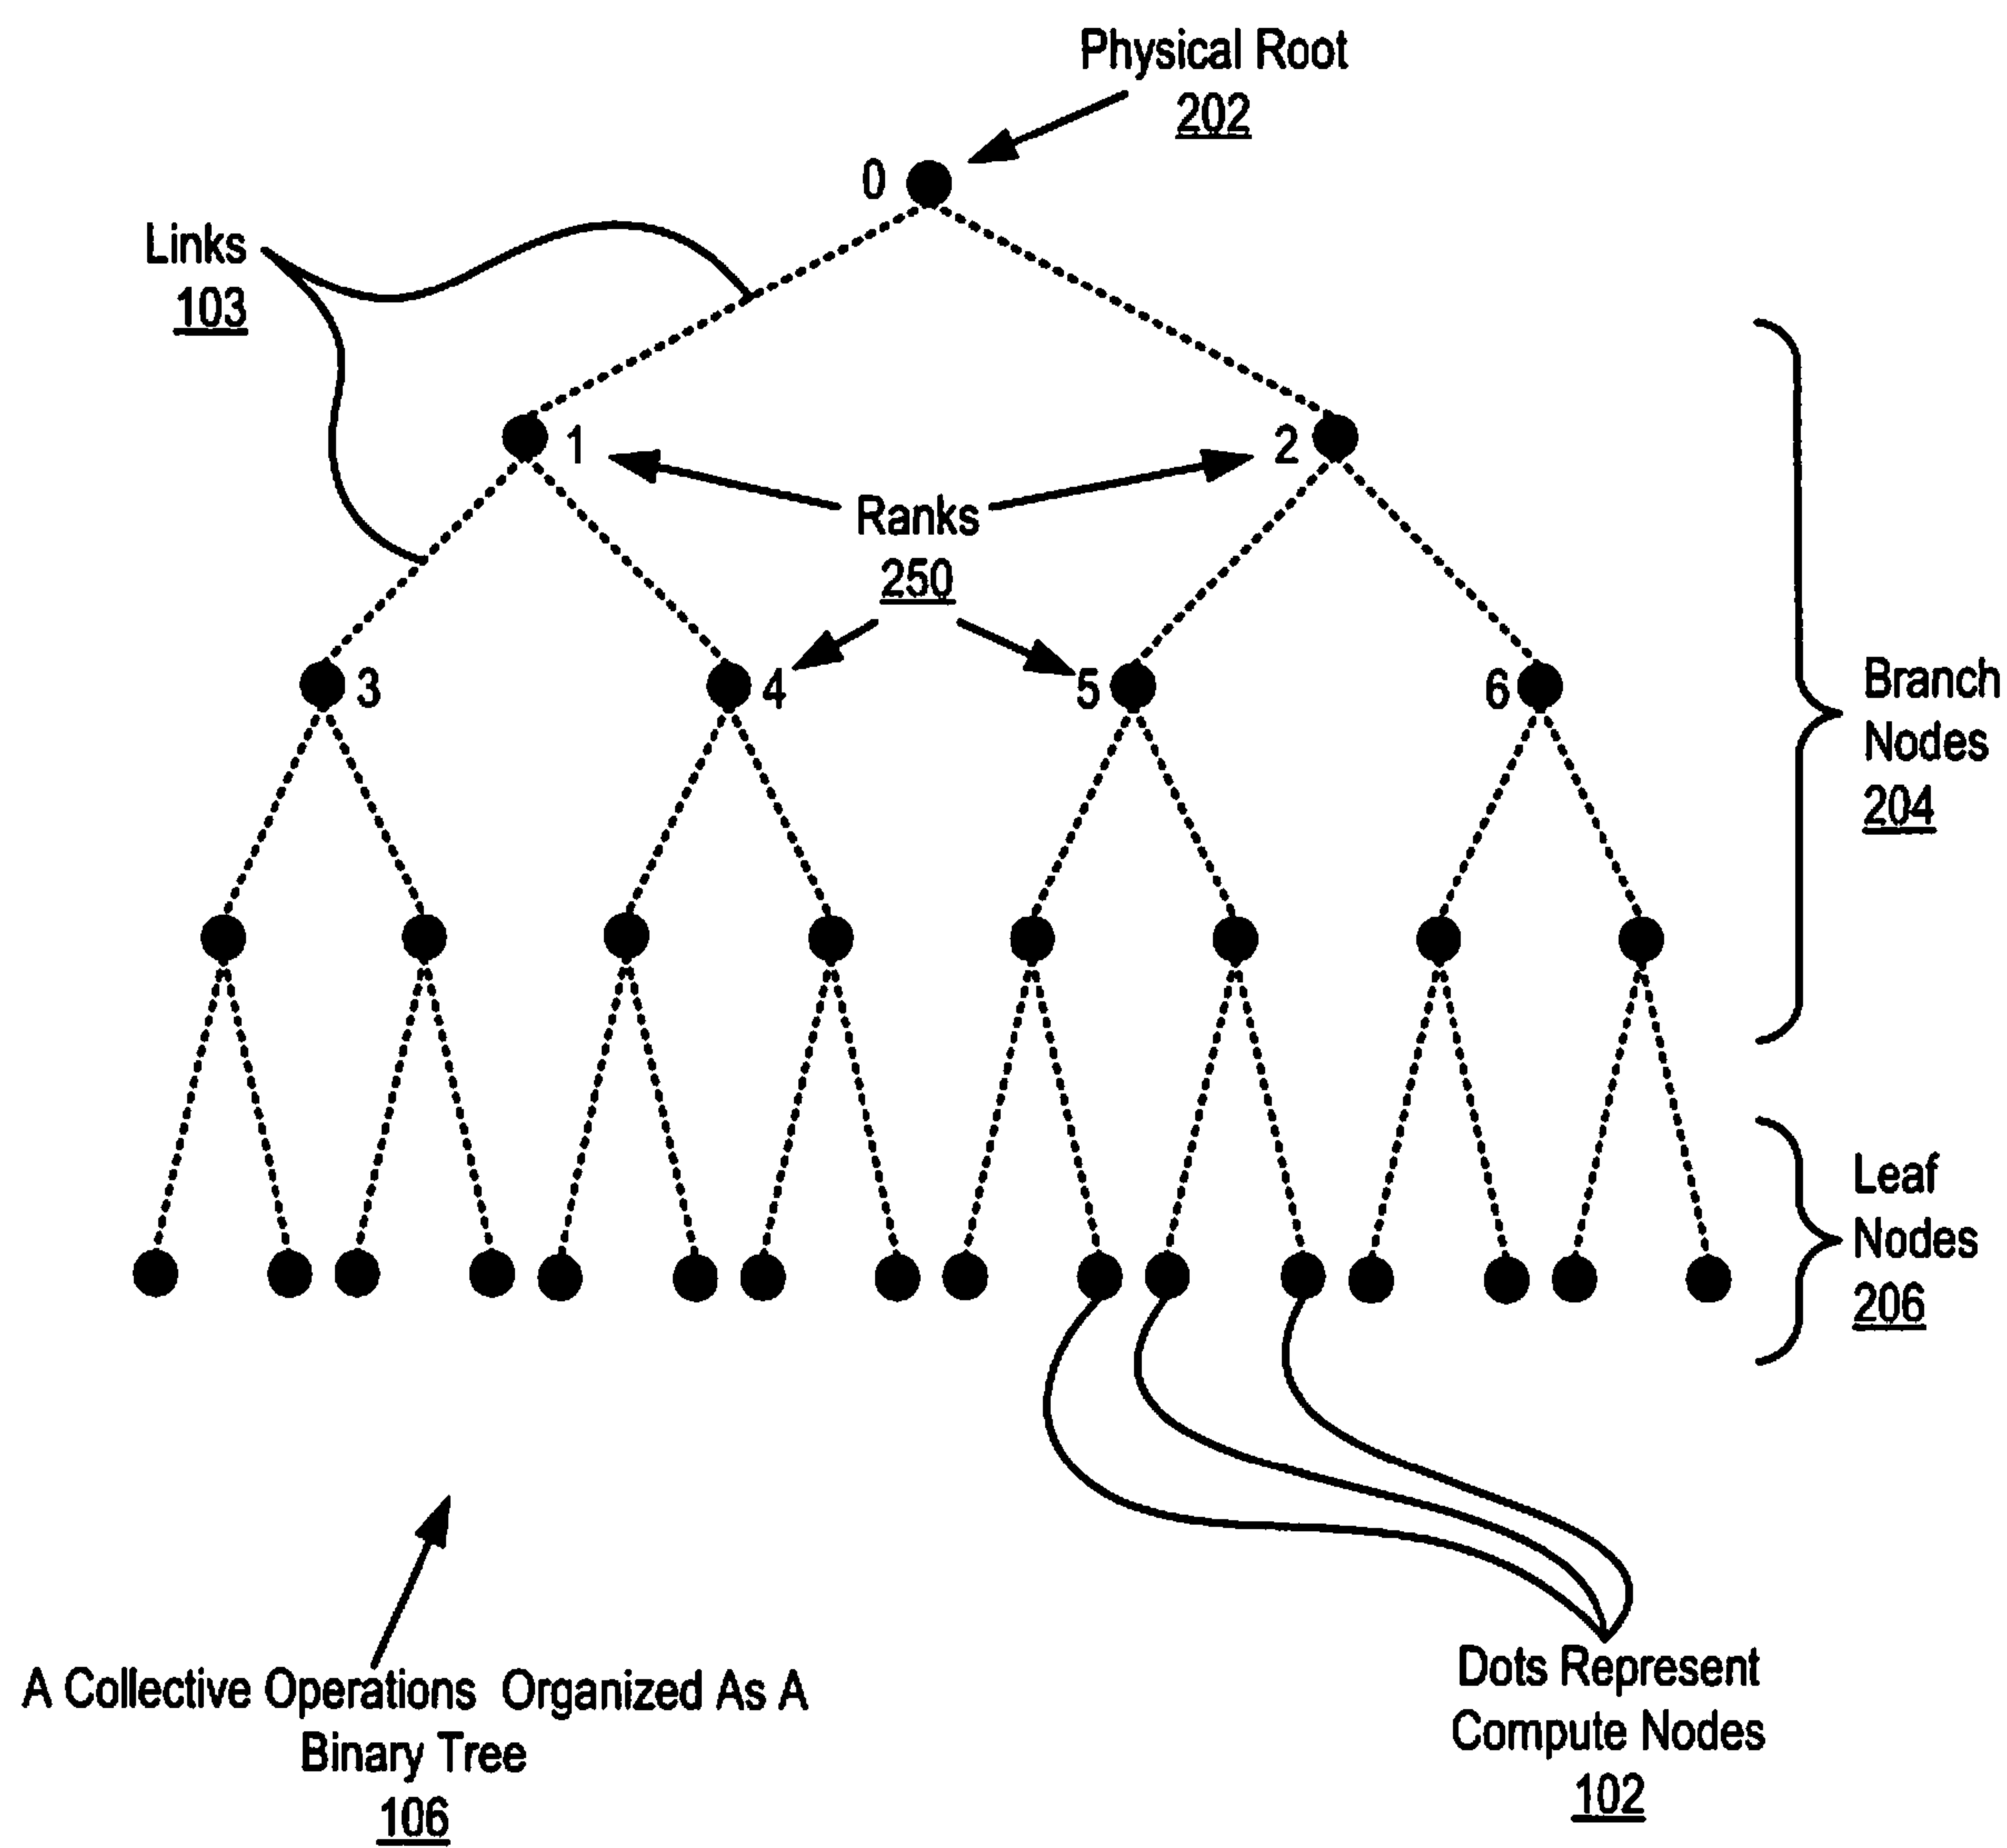 Physical Root
202
0
Links
103
1
2
Ranks
250
3
4
5
6
Branch
Nodes
204
Leaf
Nodes
206
A Collective Operations Organized As A
Binary Tree
106
Dots Represent
Compute Nodes
102